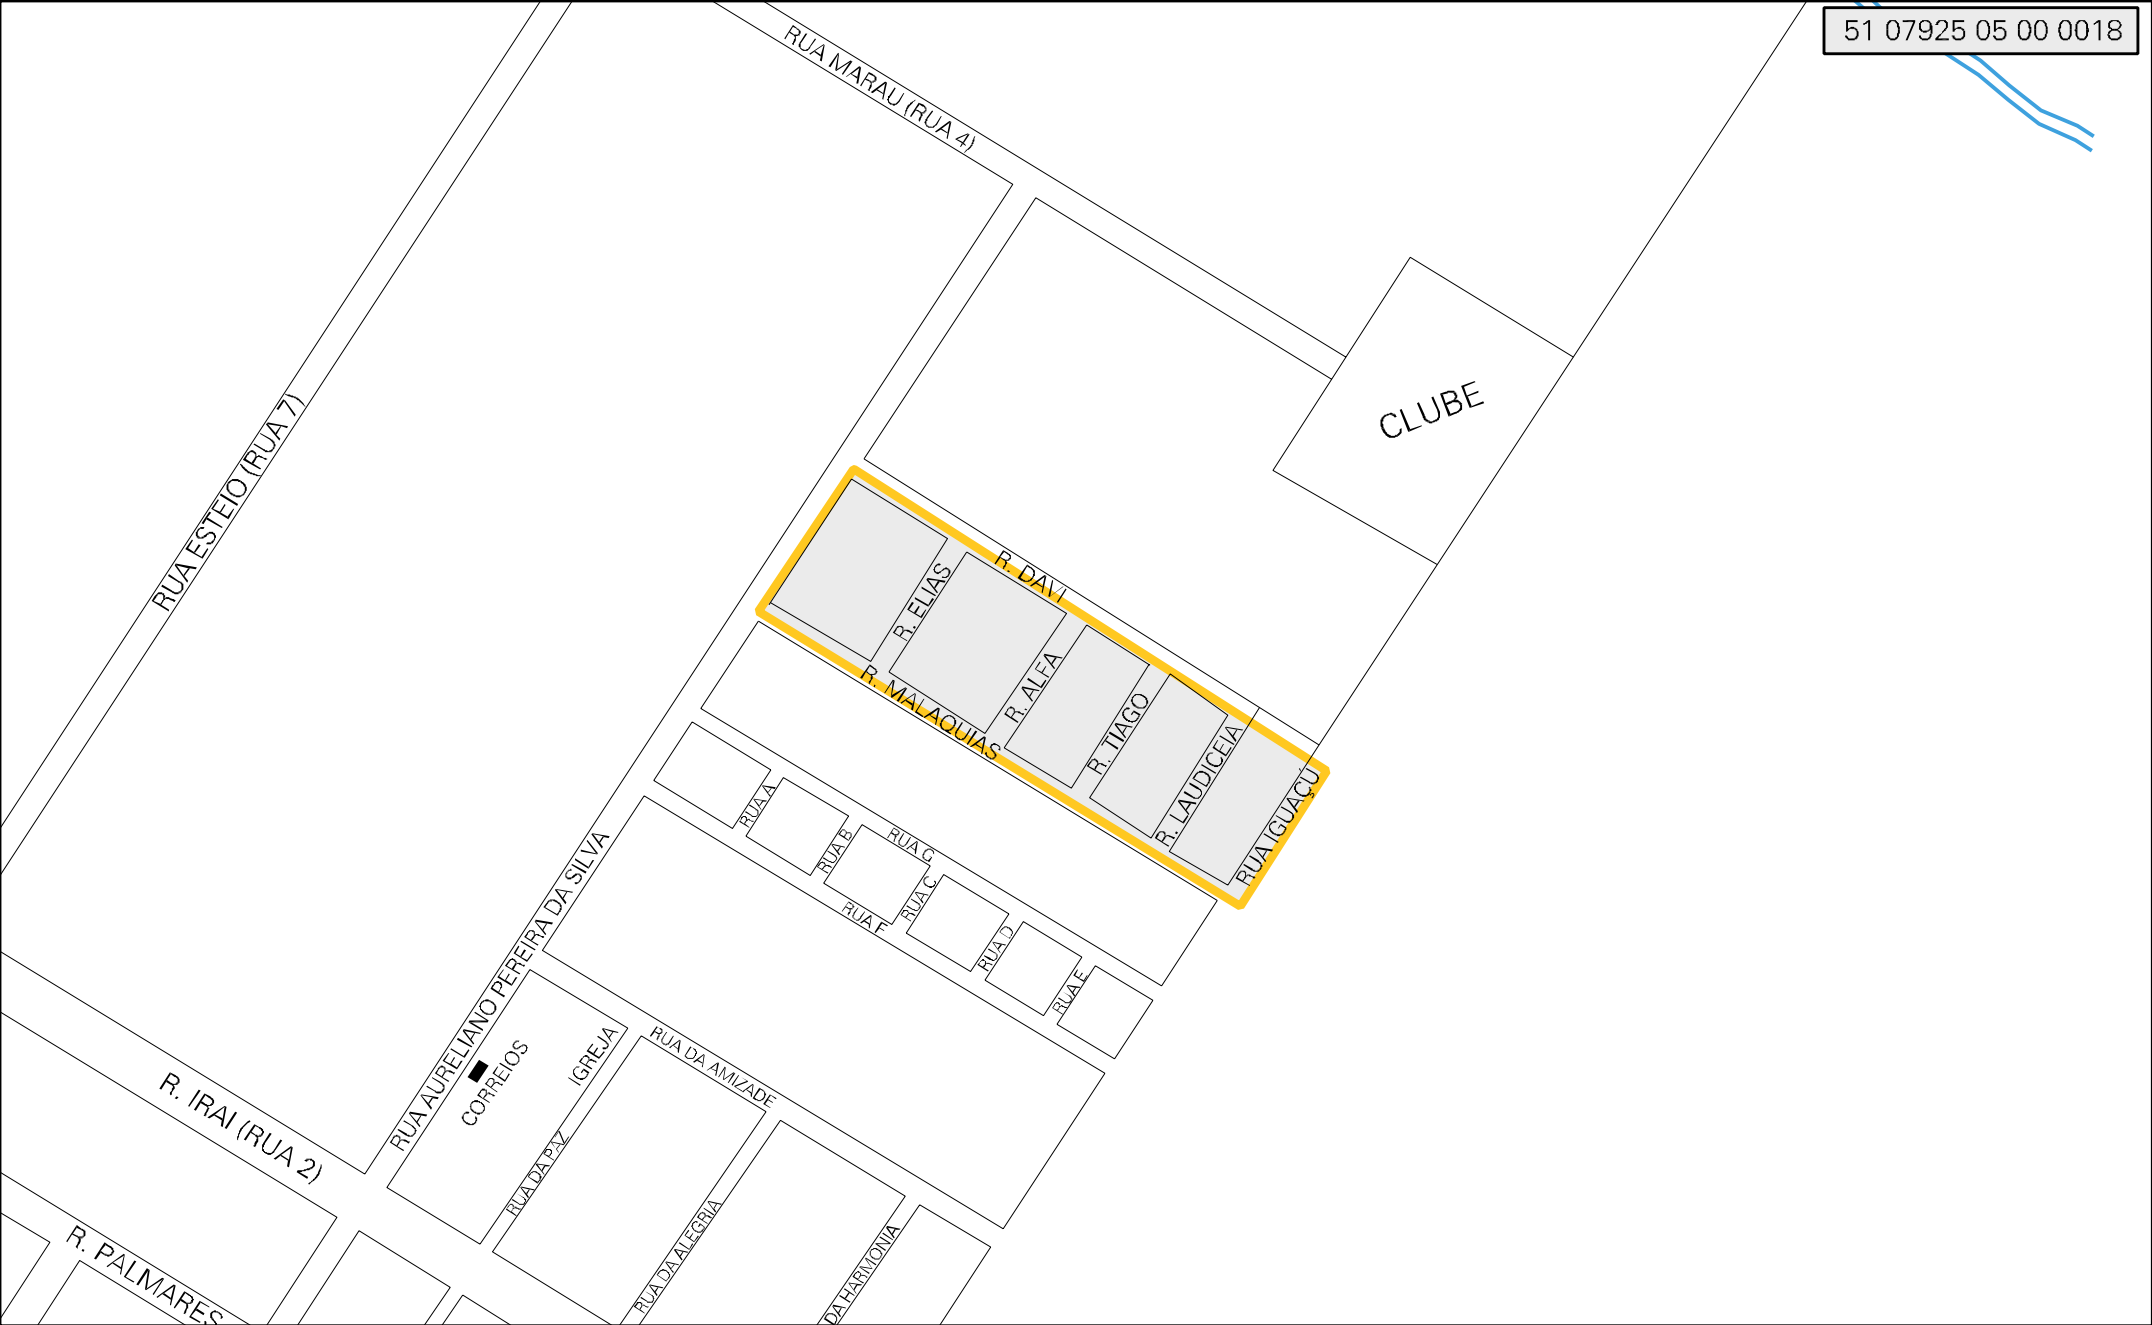 51 07925 05 00 0018
RUA MARAU (RUA 4)
CLUBE
RUA ESTEIO (RUA 7)
R. DAVI
R. ELIAS
R. ALFA
R. MALAQUIAS
R. TIAGO
R. LAUDICEIA
RUA IGUAÇÚ
RUA A
RUA B
RUA G
RUA C
RUA F
RUA D
RUA E
RUA AURELIANO PEREIRA DA SILVA
CORREIOS
IGREJA
RUA DA AMIZADE
R. IRAI (RUA 2)
RUA DA PAZ
RUA DA ALEGRIA
DA HARMONIA
R. PALMARES